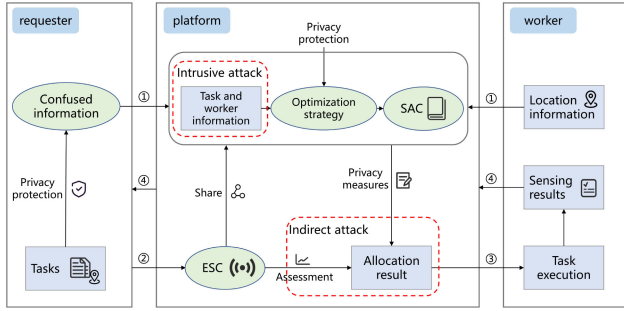 requester
platform
worker
Privacy
protection
Intrusive attack
Confused
information
①
Task and
worker
information
Optimization
strategy
SAC
①
Location
information
Privacy
protection
④
Share
Privacy
measures
④
Sensing
results
Indirect attack
Tasks
②
ESC
Assessment
Allocation
result
③
Task
execution